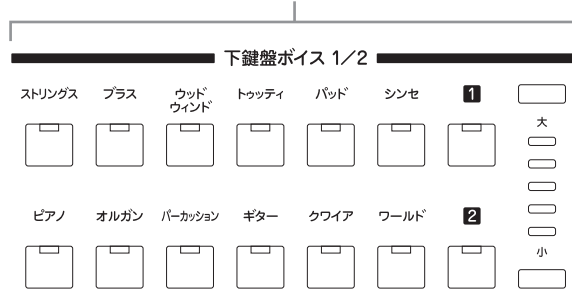 下鍵盤ボイス 1／2
ストリングス ブラス ウッド トゥッティ パッド シンセ 1
ウィンド
大
ピアノ オルガン パーカッション ギター クワイア ワールド 2
小